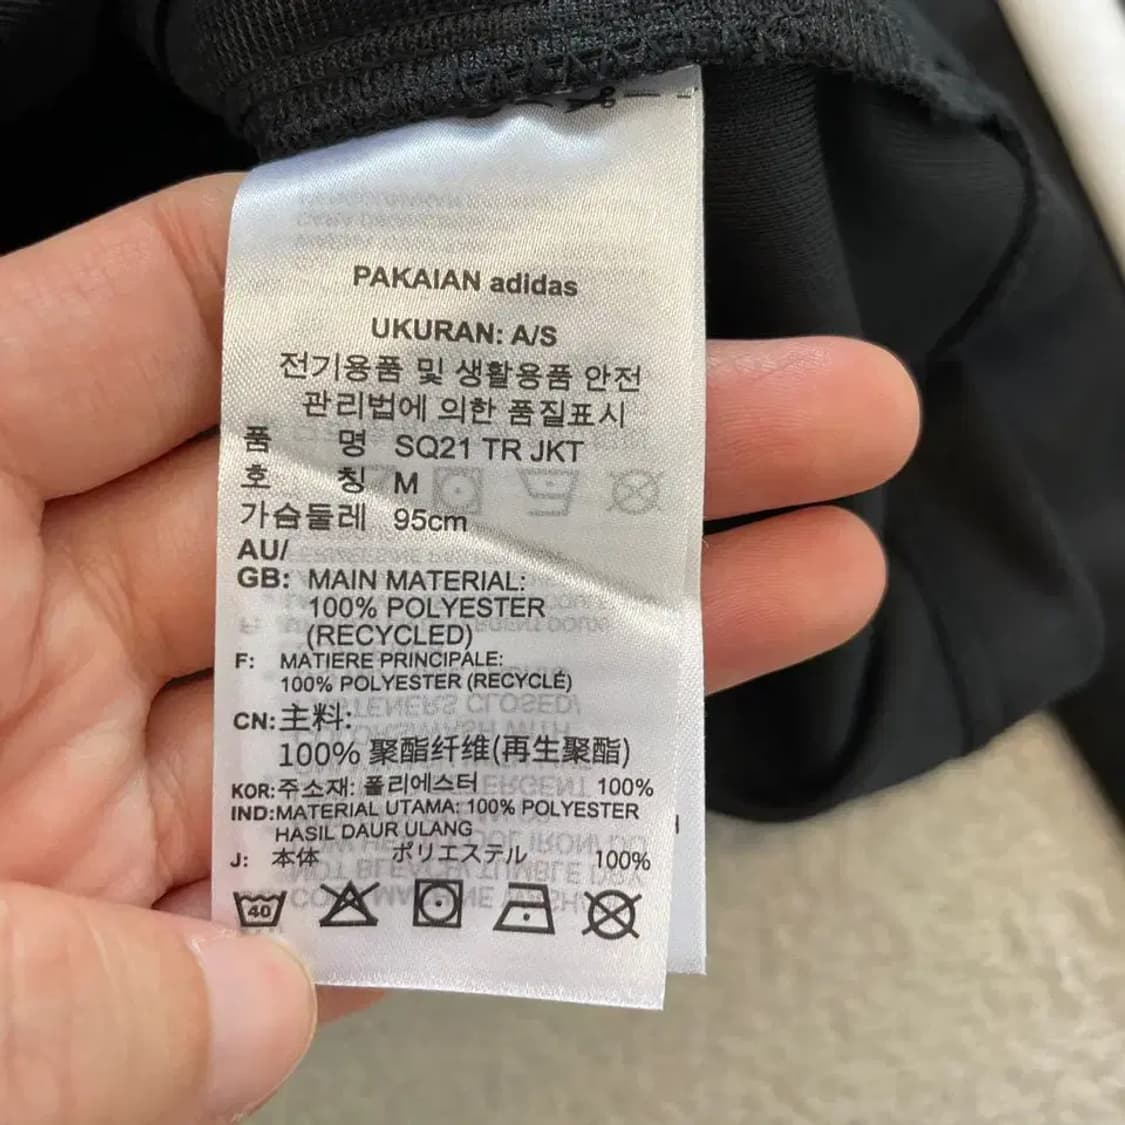 PAKAIAN adidas
UKURAN: A/S
전기용품 및 생활용품 안전
관리법에 의한 품질표시
품 명 SQ21 TR JKT
호 칭 M
가슴둘레 95cm
AU/
GB: MAIN MATERIAL:
100% POLYESTER
(RECYCLED)
F: MATIERE PRINCIPALE:
100% POLYESTER (RECYCLÉ)
CN:主料:
100% 聚酯纤维(再生聚酯)
KOR:주소재: 폴리에스터 100%
IND:MATERIAL UTAMA: 100% POLYESTER
HASIL DAUR ULANG
J: 本体 ポリエステル 100%
40